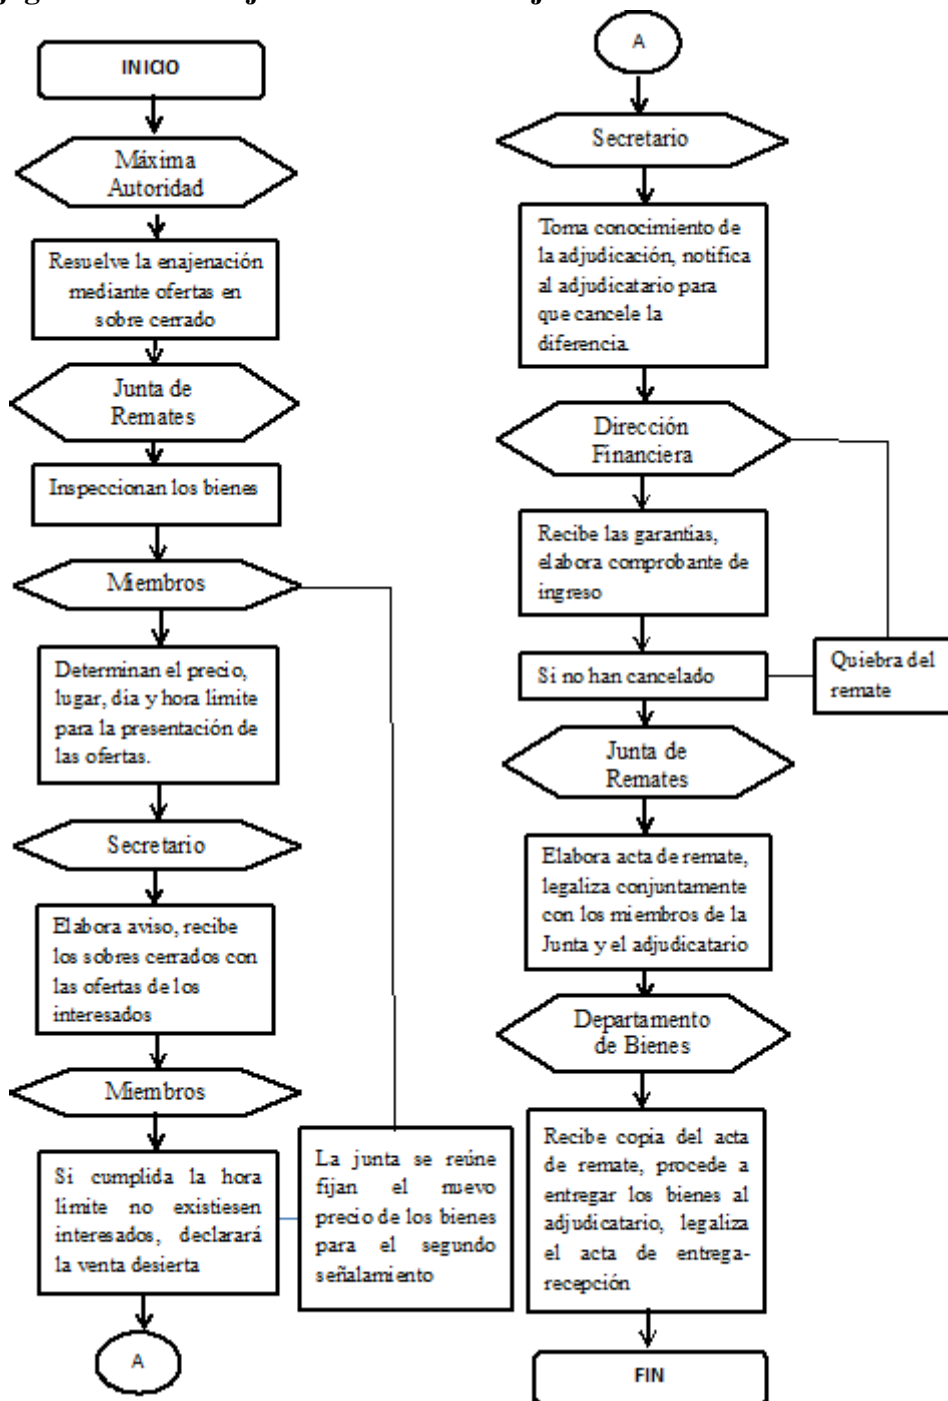 INICIO
Máxima
Autoridad
Resuelve la enajenación
mediante ofertas en
sobre cerrado
Junta de
Remates
Inspeccionan los bienes
Miembros
Determinan el precio,
lugar, día y hora limite
para la presentación de
las ofertas.
Secretario
Elabora aviso, recibe
los sobres cerrados con
las ofertas de los
interesados
Miembros
Si cumplida la hora
límite no existiesen
interesados, declarará
la venta desierta
La junta se reúne
fijan el nuevo
precio de los bienes
para el segundo
señalamiento
A
A
Secretario
Toma conocimiento de
la adjudicación, notifica
al adjudicatario para
que cancele la
diferencia.
Dirección
Financiera
Recibe las garantías,
elabora comprobante de
ingreso
Si no han cancelado
Quiebra del
remate
Junta de
Remates
Elabora acta de remate,
legaliza conjuntamente
con los miembros de la
Junta y el adjudicatario
Departamento
de Bienes
Recibe copia del acta
de remate, procede a
entregar los bienes al
adjudicatario, legaliza
el acta de entrega-
recepción
FIN